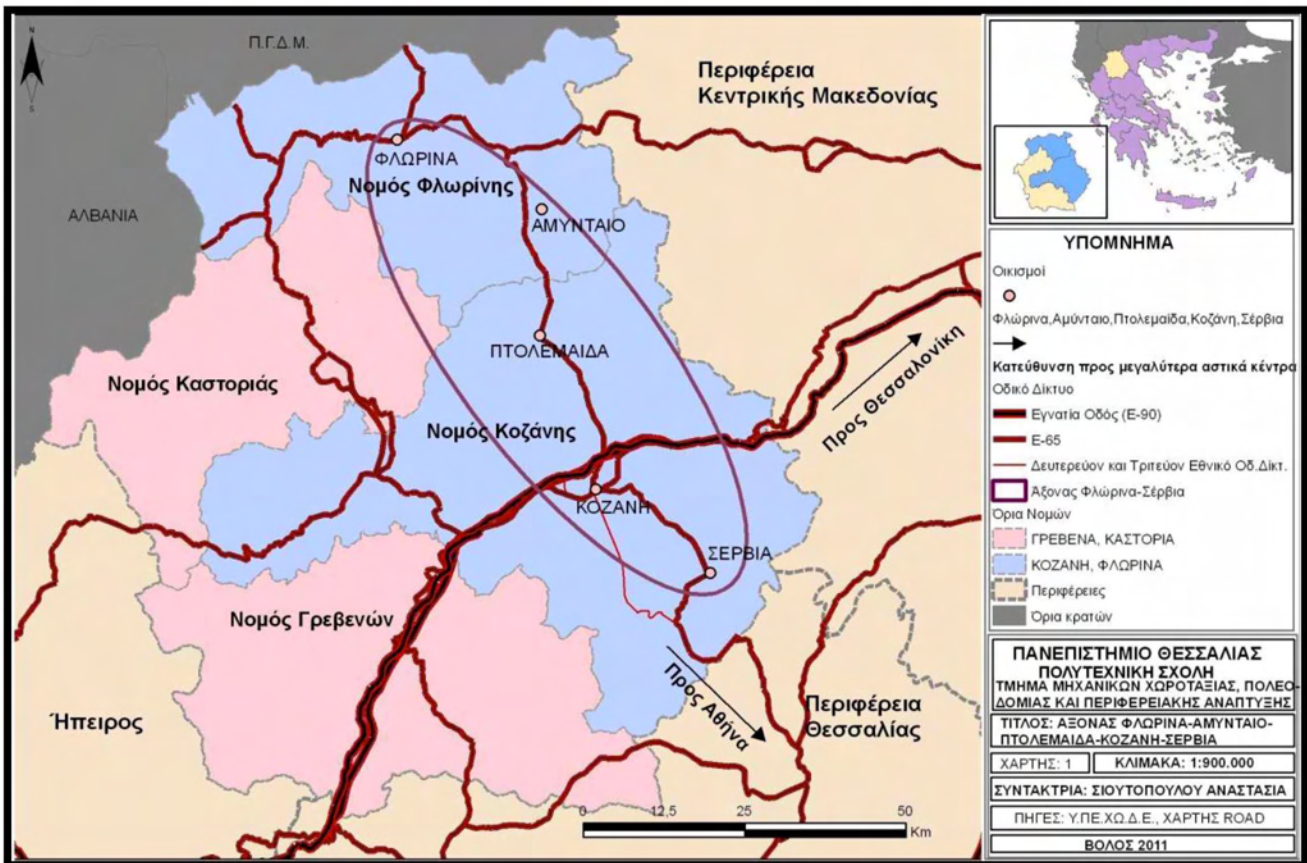 Π.Γ.Δ.Μ.
Περιφέρεια
Κεντρικής Μακεδονίας
ΦΛΩΡΙΝΑ
Νομός Φλωρίνης
ΑΛΒΑΝΙΑ
ΑΜΥΝΤΑΙΟ
ΠΤΟΛΕΜΑΙΔΑ
Νομός Καστοριάς
Προς Θεσσαλονίκη
Νομός Κοζάνης
ΚΟΖΑΝΗ
ΣΕΡΒΙΑ
Νομός Γρεβενών
Προς Αθήνα
Ήπειρος
Περιφέρεια
Θεσσαλίας
0 12,5 25 50
Km
N
S
ΥΠΟΜΝΗΜΑ
Οικισμοί
Φλώρινα,Αμύνταιο,Πτολεμαίδα,Κοζάνη,Σέρβια
Κατεύθυνση προς μεγαλύτερα αστικά κέντρα
Οδικό Δίκτυο
Εγνατία Οδός (Ε-90)
Ε-65
Δευτερεύον και Τριτεύον Εθνικό Οδ.Δίκτ.
Άξονας Φλώρινα-Σέρβια
Όρια Νομών
ΓΡΕΒΕΝΑ, ΚΑΣΤΟΡΙΑ
ΚΟΖΑΝΗ, ΦΛΩΡΙΝΑ
Περιφέρειες
Όρια κρατών
ΠΑΝΕΠΙΣΤΗΜΙΟ ΘΕΣΣΑΛΙΑΣ
ΠΟΛΥΤΕΧΝΙΚΗ ΣΧΟΛΗ
ΤΜΗΜΑ ΜΗΧΑΝΙΚΩΝ ΧΩΡΟΤΑΞΙΑΣ, ΠΟΛΕΟ-
ΔΟΜΙΑΣ ΚΑΙ ΠΕΡΙΦΕΡΕΙΑΚΗΣ ΑΝΑΠΤΥΞΗΣ
ΤΙΤΛΟΣ: ΑΞΟΝΑΣ ΦΛΩΡΙΝΑ-ΑΜΥΝΤΑΙΟ-
ΠΤΟΛΕΜΑΙΔΑ-ΚΟΖΑΝΗ-ΣΕΡΒΙΑ
ΧΑΡΤΗΣ: 1
ΚΛΙΜΑΚΑ: 1:900.000
ΣΥΝΤΑΚΤΡΙΑ: ΣΙΟΥΤΟΠΟΥΛΟΥ ΑΝΑΣΤΑΣΙΑ
ΠΗΓΕΣ: Υ.ΠΕ.ΧΩ.Δ.Ε., ΧΑΡΤΗΣ ROAD
ΒΟΛΟΣ 2011